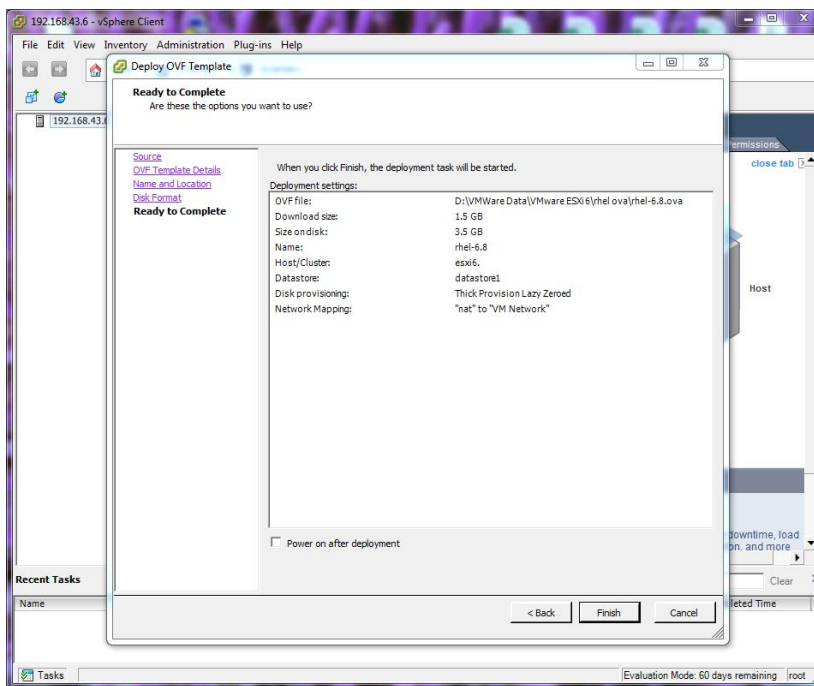 192.168.43.6 - vSphere Client
File Edit View Inventory Administration Plug-ins Help
Deploy OVF Template
Ready to Complete
Are these the options you want to use?
192.168.43.6
Source
OVF Template Details
Name and Location
Disk Format
Ready to Complete
When you click Finish, the deployment task will be started.
Deployment settings:
OVF file: D:\VMWare Data\VMware ESXi 6\rhel ova\rhel-6.8.ova
Download size: 1.5 GB
Size on disk: 3.5 GB
Name: rhel-6.8
Host/Cluster: esxi6.
Datastore: datastore1
Disk provisioning: Thick Provision Lazy Zeroed
Network Mapping: "nat" to "VM Network"
Power on after deployment
< Back Finish Cancel
ermissions
close tab
Host
downtime, load
on. and more
Recent Tasks
Clear
Name
leted Time
Tasks
Evaluation Mode: 60 days remaining root